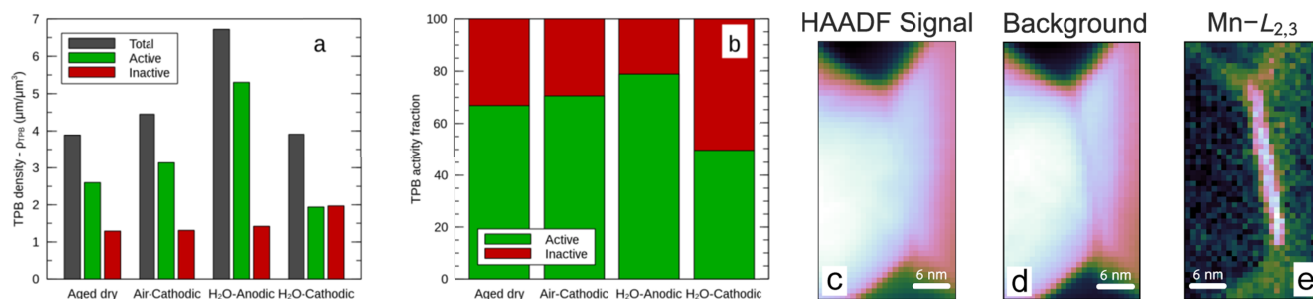 7
6
5
4
3
2
1
0
TPB density - ρTPB (μm/μm³)
Total
Active
Inactive
a
Aged dry
Air-Cathodic
H₂O-Anodic
H₂O-Cathodic
100
80
60
40
20
0
TPB activity fraction
b
Active
Inactive
Aged dry
Air-Cathodic
H₂O-Anodic
H₂O-Cathodic
HAADF Signal
c
6 nm
Background
d
6 nm
Mn-L₂,₃
6 nm
e